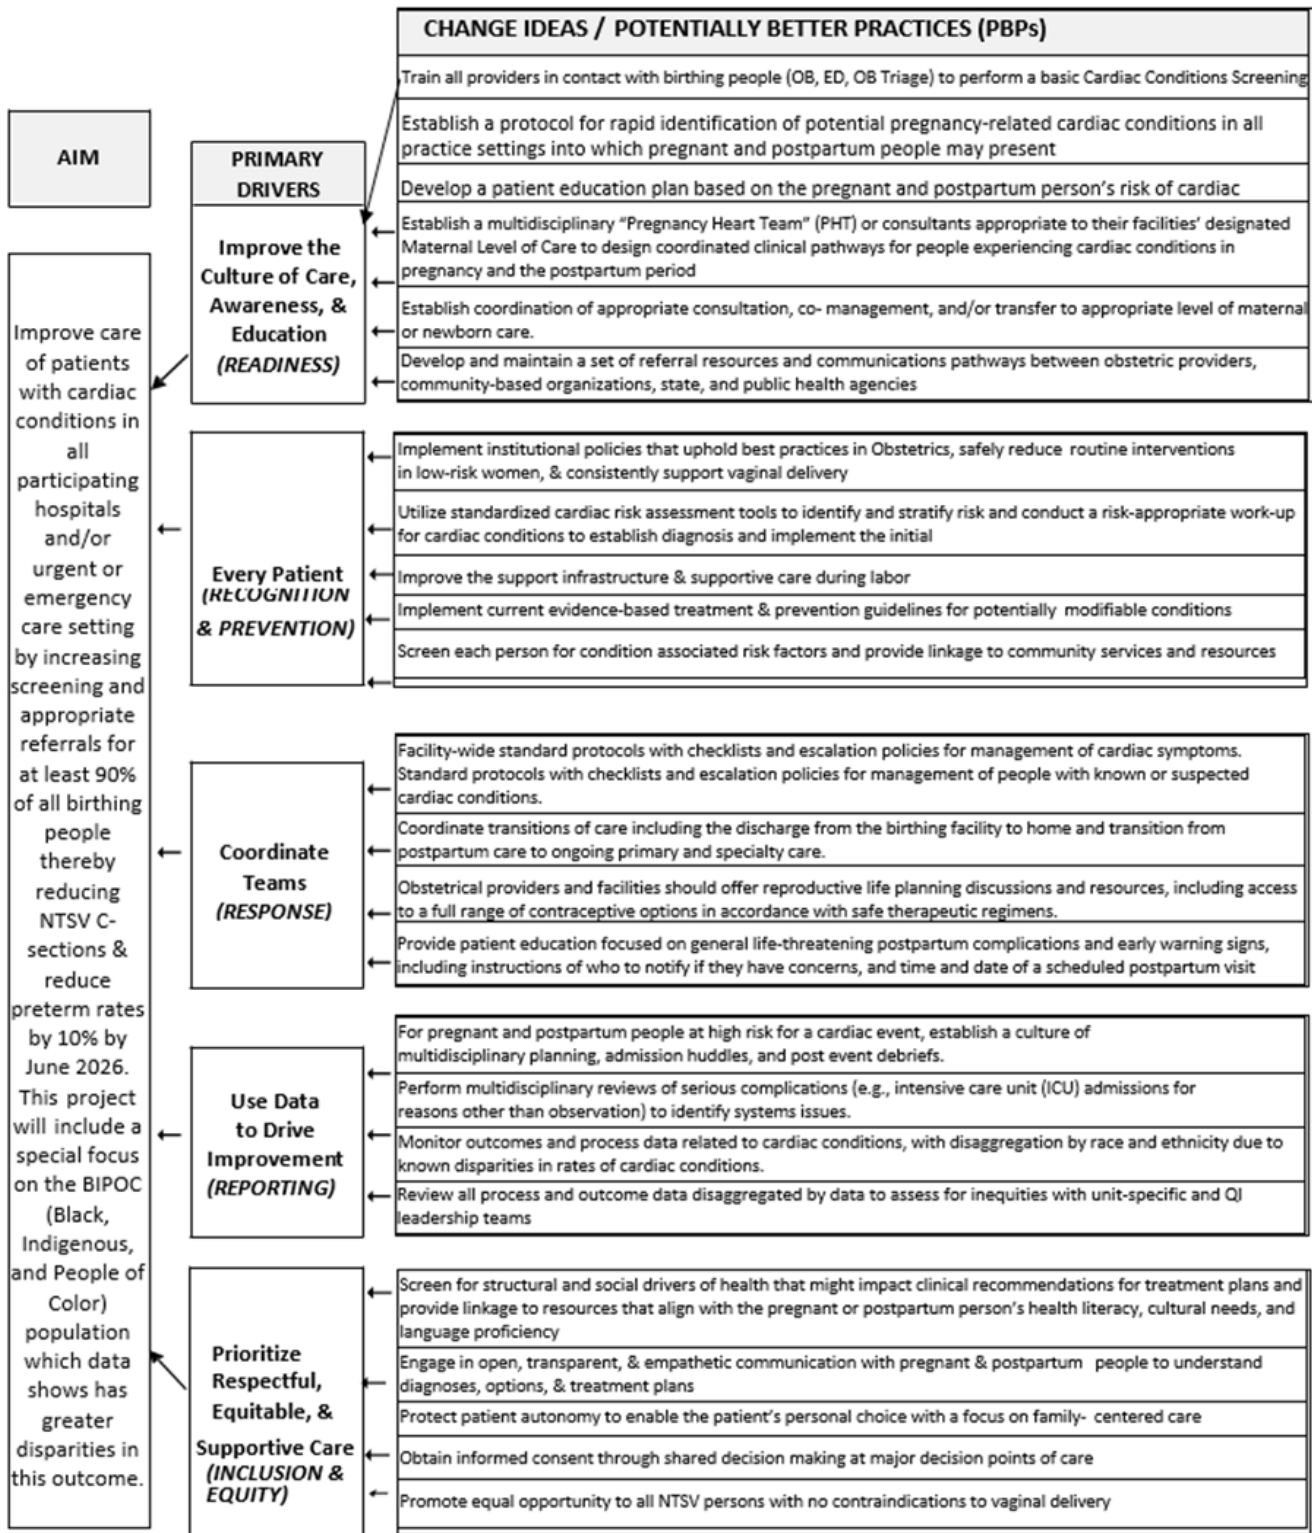 CHANGE IDEAS / POTENTIALLY BETTER PRACTICES (PBPs)
Train all providers in contact with birthing people (OB, ED, OB Triage) to perform a basic Cardiac Conditions Screening
Establish a protocol for rapid identification of potential pregnancy-related cardiac conditions in all
practice settings into which pregnant and postpartum people may present
Develop a patient education plan based on the pregnant and postpartum person's risk of cardiac
Establish a multidisciplinary "Pregnancy Heart Team" (PHT) or consultants appropriate to their facilities' designated
Maternal Level of Care to design coordinated clinical pathways for people experiencing cardiac conditions in
pregnancy and the postpartum period
Establish coordination of appropriate consultation, co- management, and/or transfer to appropriate level of maternal
or newborn care.
Develop and maintain a set of referral resources and communications pathways between obstetric providers,
community-based organizations, state, and public health agencies
AIM
PRIMARY
DRIVERS
Improve the
Culture of Care,
Awareness, &
Education
(READINESS)
Improve care
of patients
with cardiac
conditions in
all
participating
hospitals
and/or
urgent or
emergency
care setting
by increasing
screening and
appropriate
referrals for
at least 90%
of all birthing
people
thereby
reducing
NTSV C-
sections &
reduce
preterm rates
by 10% by
June 2026.
This project
will include a
special focus
on the BIPOC
(Black,
Indigenous,
and People of
Color)
population
which data
shows has
greater
disparities in
this outcome.
Every Patient
(RECOGNITION
& PREVENTION)
Implement institutional policies that uphold best practices in Obstetrics, safely reduce routine interventions
in low-risk women, & consistently support vaginal delivery
Utilize standardized cardiac risk assessment tools to identify and stratify risk and conduct a risk-appropriate work-up
for cardiac conditions to establish diagnosis and implement the initial
Improve the support infrastructure & supportive care during labor
Implement current evidence-based treatment & prevention guidelines for potentially modifiable conditions
Screen each person for condition associated risk factors and provide linkage to community services and resources
Coordinate
Teams
(RESPONSE)
Facility-wide standard protocols with checklists and escalation policies for management of cardiac symptoms.
Standard protocols with checklists and escalation policies for management of people with known or suspected
cardiac conditions.
Coordinate transitions of care including the discharge from the birthing facility to home and transition from
postpartum care to ongoing primary and specialty care.
Obstetrical providers and facilities should offer reproductive life planning discussions and resources, including access
to a full range of contraceptive options in accordance with safe therapeutic regimens.
Provide patient education focused on general life-threatening postpartum complications and early warning signs,
including instructions of who to notify if they have concerns, and time and date of a scheduled postpartum visit
Use Data
to Drive
Improvement
(REPORTING)
For pregnant and postpartum people at high risk for a cardiac event, establish a culture of
multidisciplinary planning, admission huddles, and post event debriefs.
Perform multidisciplinary reviews of serious complications (e.g., intensive care unit (ICU) admissions for
reasons other than observation) to identify systems issues.
Monitor outcomes and process data related to cardiac conditions, with disaggregation by race and ethnicity due to
known disparities in rates of cardiac conditions.
Review all process and outcome data disaggregated by data to assess for inequities with unit-specific and QI
leadership teams
Prioritize
Respectful,
Equitable, &
Supportive Care
(INCLUSION &
EQUITY)
Screen for structural and social drivers of health that might impact clinical recommendations for treatment plans and
provide linkage to resources that align with the pregnant or postpartum person's health literacy, cultural needs, and
language proficiency
Engage in open, transparent, & empathetic communication with pregnant & postpartum people to understand
diagnoses, options, & treatment plans
Protect patient autonomy to enable the patient's personal choice with a focus on family- centered care
Obtain informed consent through shared decision making at major decision points of care
Promote equal opportunity to all NTSV persons with no contraindications to vaginal delivery